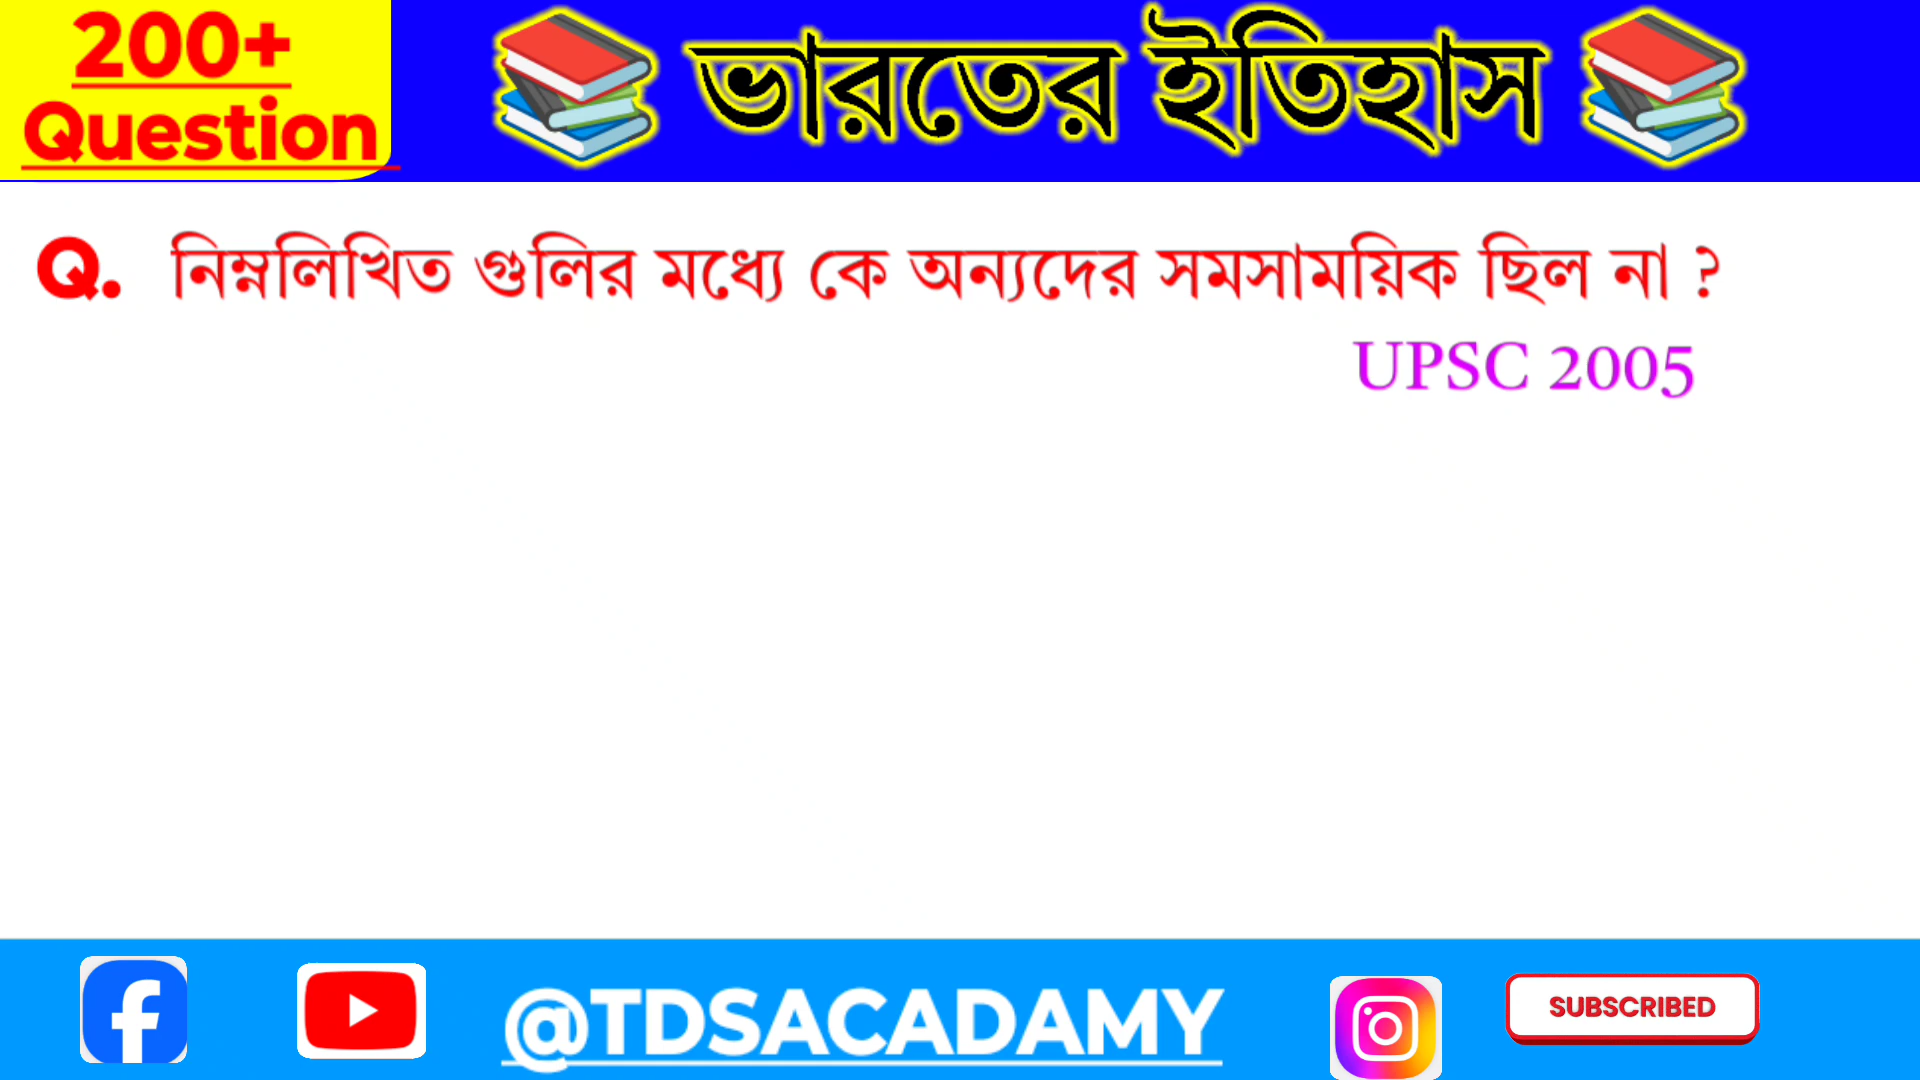 200+
Question
ভারতের ইতিহাস
Q. নিম্নলিখিত গুলির মধ্যে কে অন্যদের সমসাময়িক ছিল না ?
UPSC 2005
@TDSACADAMY
SUBSCRIBED